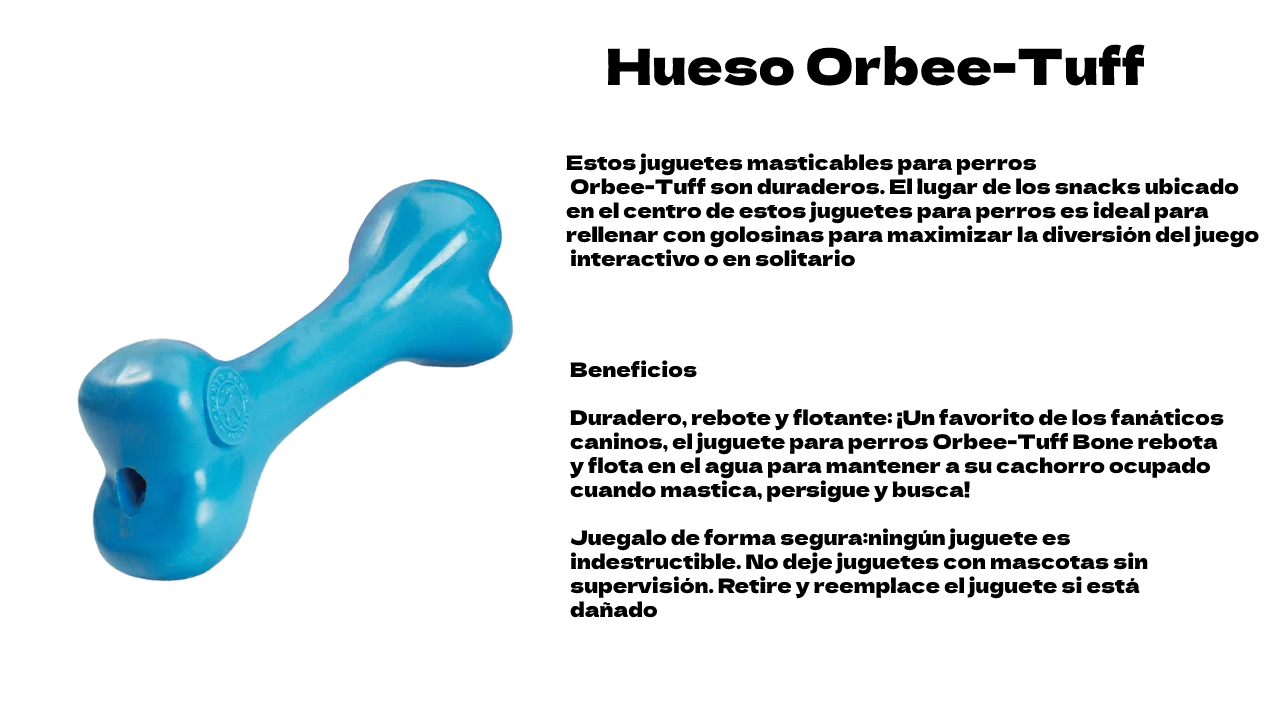 Hueso Orbee-Tuff
Estos juguetes masticables para perros
Orbee-Tuff son duraderos. El lugar de los snacks ubicado
en el centro de estos juguetes para perros es ideal para
rellenar con golosinas para maximizar la diversión del juego
interactivo o en solitario
Beneficios
Duradero, rebote y flotante: ¡Un favorito de los fanáticos
caninos, el juguete para perros Orbee-Tuff Bone rebota
y flota en el agua para mantener a su cachorro ocupado
cuando mastica, persigue y busca!
Juegalo de forma segura:ningún juguete es
indestructible. No deje juguetes con mascotas sin
supervisión. Retire y reemplace el juguete si está
dañado